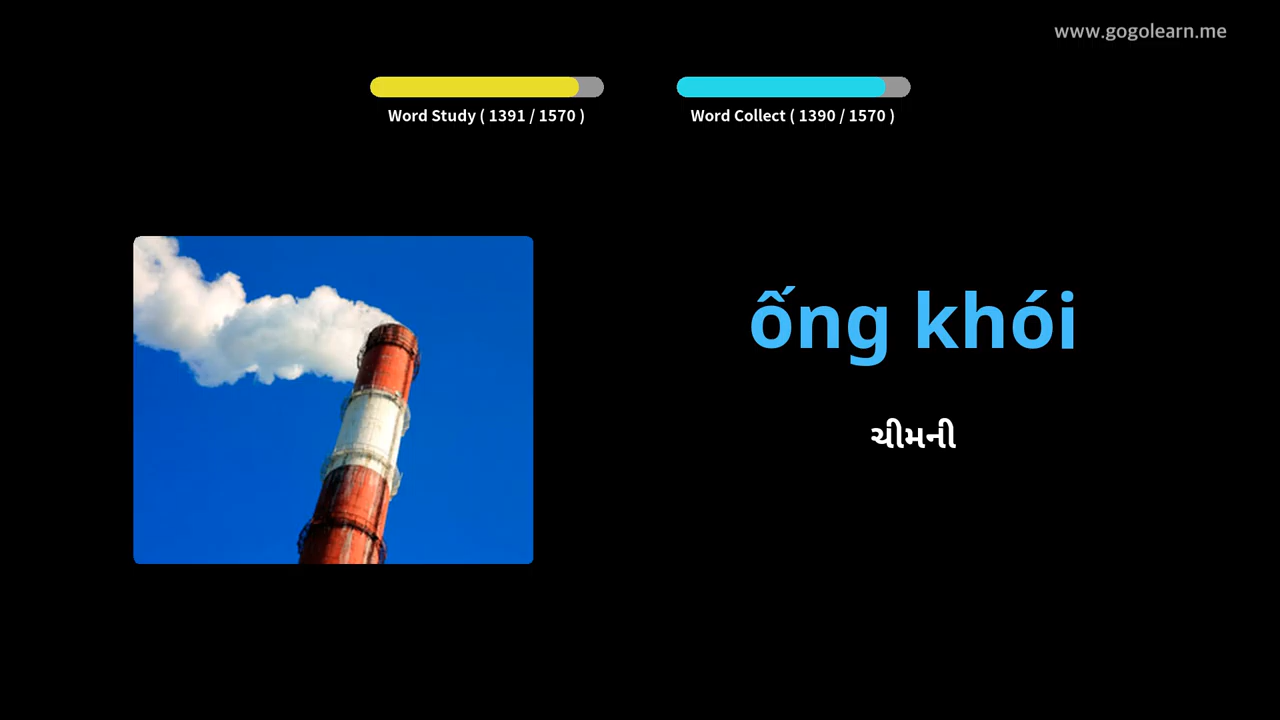 www.gogolearn.me
Word Study ( 1391 / 1570 )
Word Collect ( 1390 / 1570 )
ống khói
ચીમની